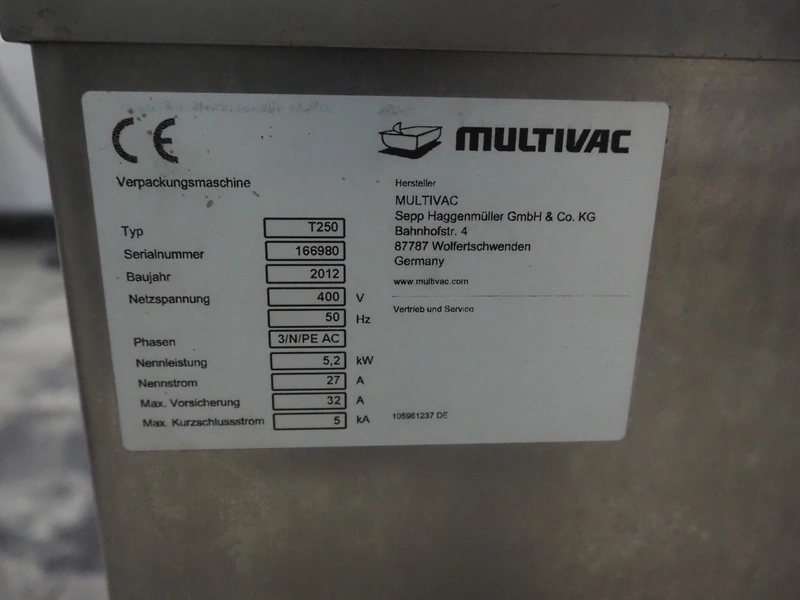 CE
MULTIVAC
Verpackungsmaschine
Typ T250
Serialnummer 166980
Baujahr 2012
Netzspannung 400 V
50 Hz
Phasen 3/N/PE AC
Nennleistung 5,2 kW
Nennstrom 27 A
Max. Vorsicherung 32 A
Max. Kurzschlussstrom 5 kA
Hersteller
MULTIVAC
Sepp Haggenmüller GmbH & Co. KG
Bahnhofstr. 4
87787 Wolfertschwenden
Germany
www.multivac.com
Vertrieb und Service
105961237 DE